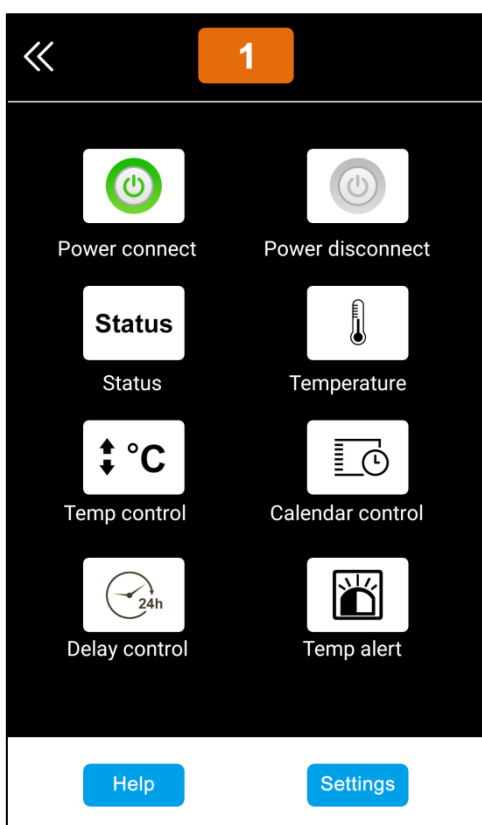 1
Power connect
Power disconnect
Status
Status
Temperature
°C
Temp control
Calendar control
24h
Delay control
Temp alert
Help
Settings